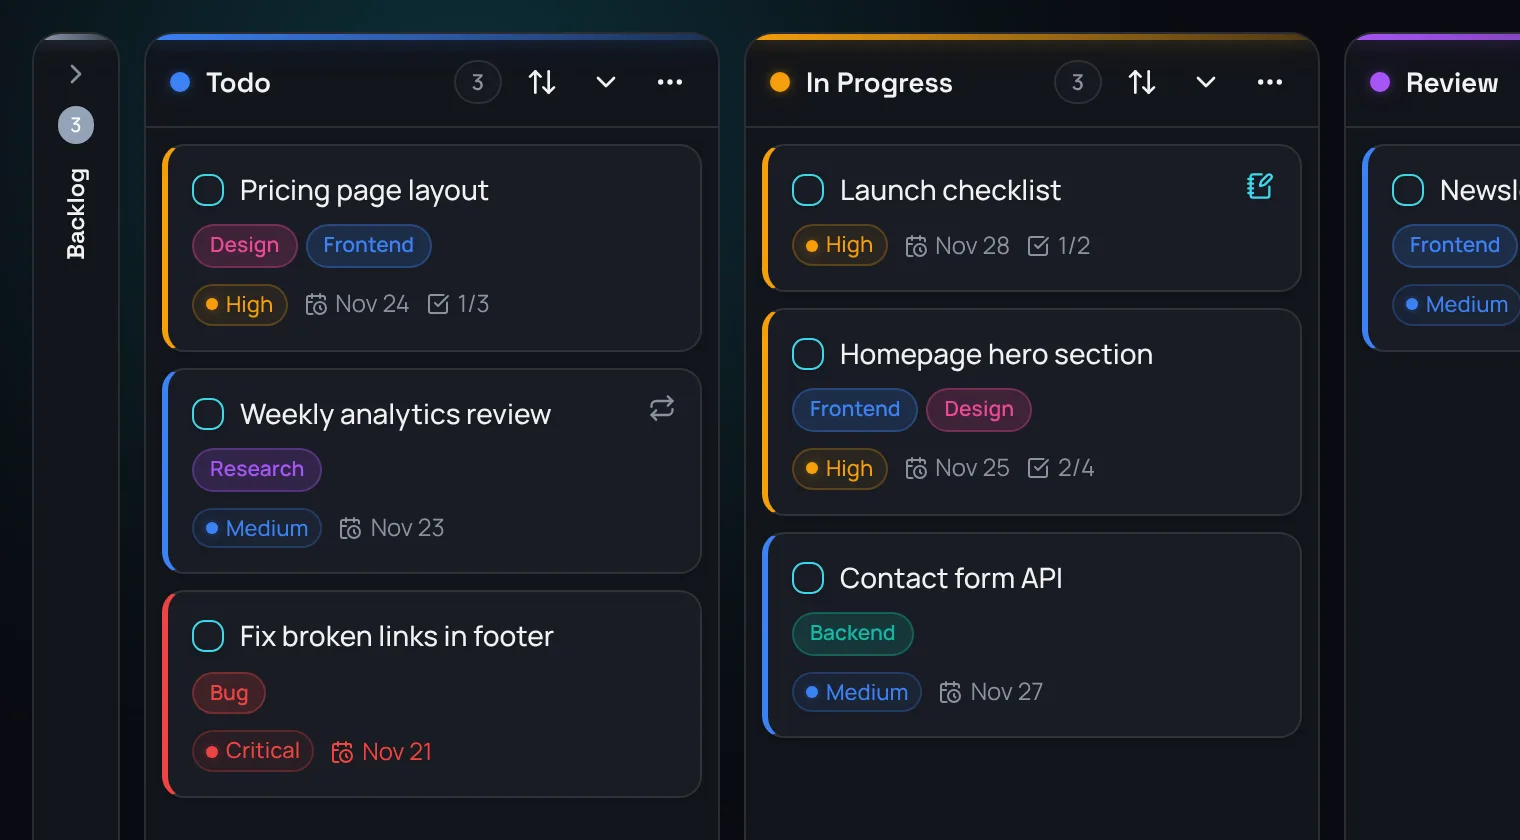 3
Backlog
Todo
3
Pricing page layout
Design Frontend
High Nov 24 1/3
Weekly analytics review
Research
Medium Nov 23
Fix broken links in footer
Bug
Critical Nov 21
In Progress
3
Launch checklist
High Nov 28 1/2
Homepage hero section
Frontend Design
High Nov 25 2/4
Contact form API
Backend
Medium Nov 27
Review
Newsl
Frontend
Medium